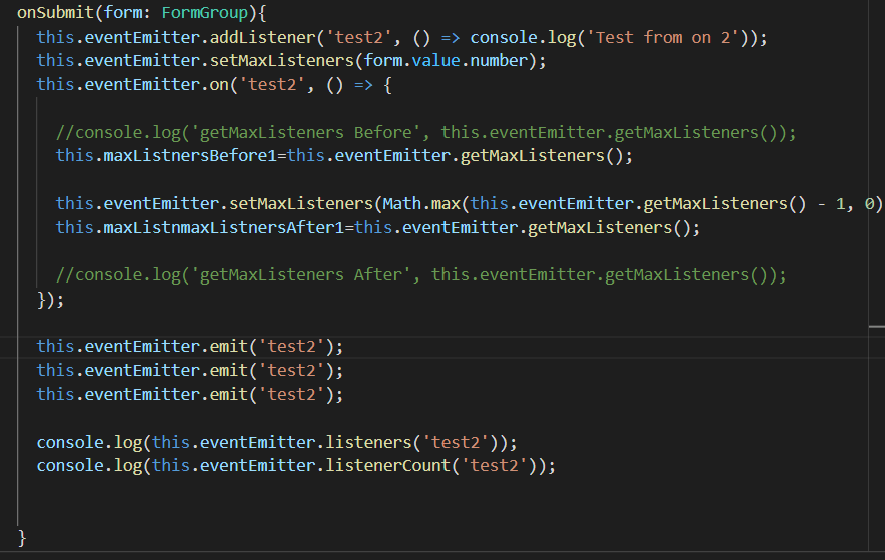 onSubmit(form: FormGroup){
this.eventEmitter.addListener('test2', () => console.log('Test from on 2'));
this.eventEmitter.setMaxListeners(form.value.number);
this.eventEmitter.on('test2', () => {
//console.log('getMaxListeners Before', this.eventEmitter.getMaxListeners());
this.maxListnersBefore1=this.eventEmitter.getMaxListeners();
this.eventEmitter.setMaxListeners(Math.max(this.eventEmitter.getMaxListeners() - 1, 0)
this.maxListnmaxListnersAfter1=this.eventEmitter.getMaxListeners();
//console.log('getMaxListeners After', this.eventEmitter.getMaxListeners());
});
this.eventEmitter.emit('test2');
this.eventEmitter.emit('test2');
this.eventEmitter.emit('test2');
console.log(this.eventEmitter.listeners('test2'));
console.log(this.eventEmitter.listenerCount('test2'));
}